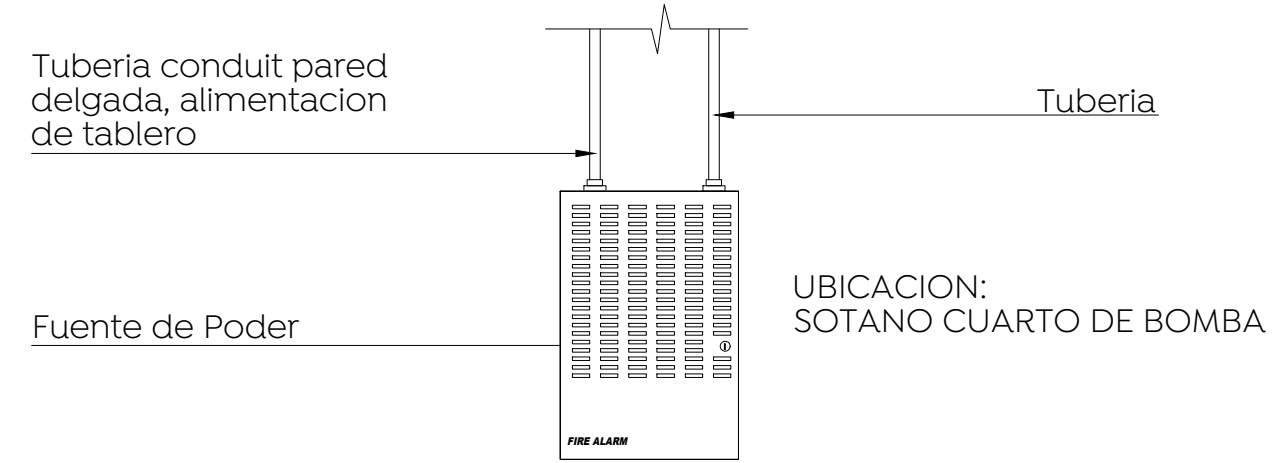 Tuberia conduit pared
delgada, alimentacion
de tablero
Tuberia
Fuente de Poder
UBICACION:
SOTANO CUARTO DE BOMBA
FIRE ALARM